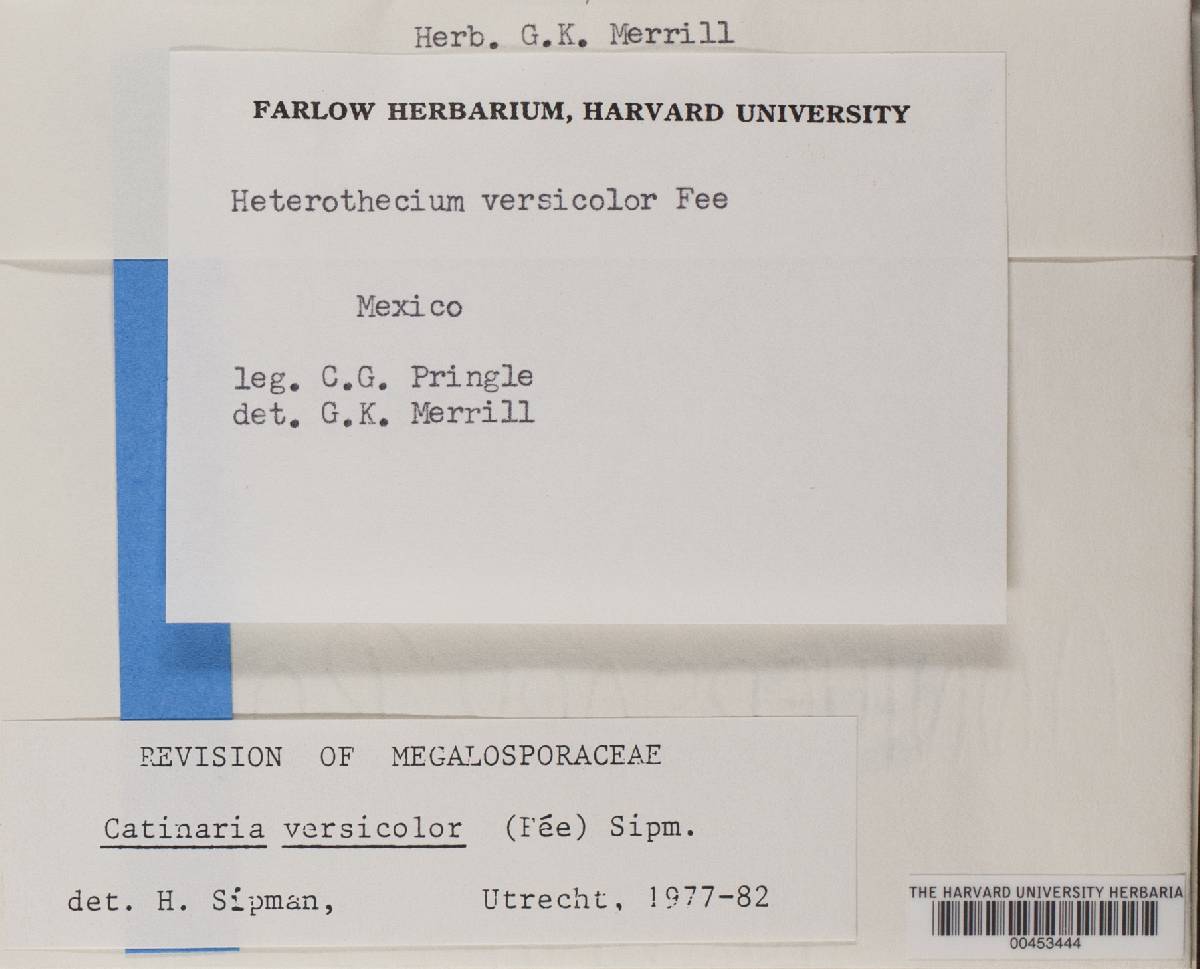 Herb. G.K. Merrill
FARLOW HERBARIUM, HARVARD UNIVERSITY
Heterothecium versicolor Fee
Mexico
leg. C.G. Pringle
det. G.K. Merrill
REVISION OF MEGALOSPORACEAE
Catinaria versicolor (Fée) Sipm.
det. H. Sipman, Utrecht, 1977-82
THE HARVARD UNIVERSITY HERBARIA
00453444